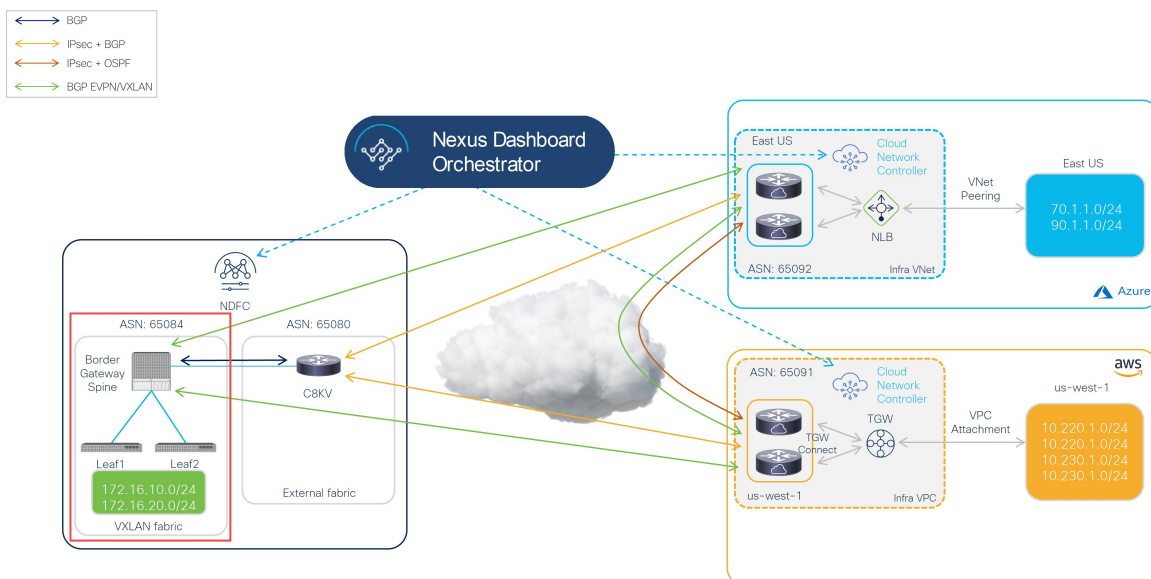 BGP
IPsec + BGP
IPsec + OSPF
BGP EVPN/VXLAN
Nexus Dashboard
Orchestrator
East US
Cloud
Network
Controller
NLB
ASN: 65092
Infra VNet
VNet
Peering
East US
70.1.1.0/24
90.1.1.0/24
Azure
NDFC
ASN: 65084
Border
Gateway
Spine
Leaf1
Leaf2
172.16.10.0/24
172.16.20.0/24
VXLAN fabric
ASN: 65080
C8KV
External fabric
ASN: 65091
Cloud
Network
Controller
TGW
TGW
Connect
us-west-1
Infra VPC
VPC
Attachment
aws
us-west-1
10.220.1.0/24
10.220.1.0/24
10.230.1.0/24
10.230.1.0/24